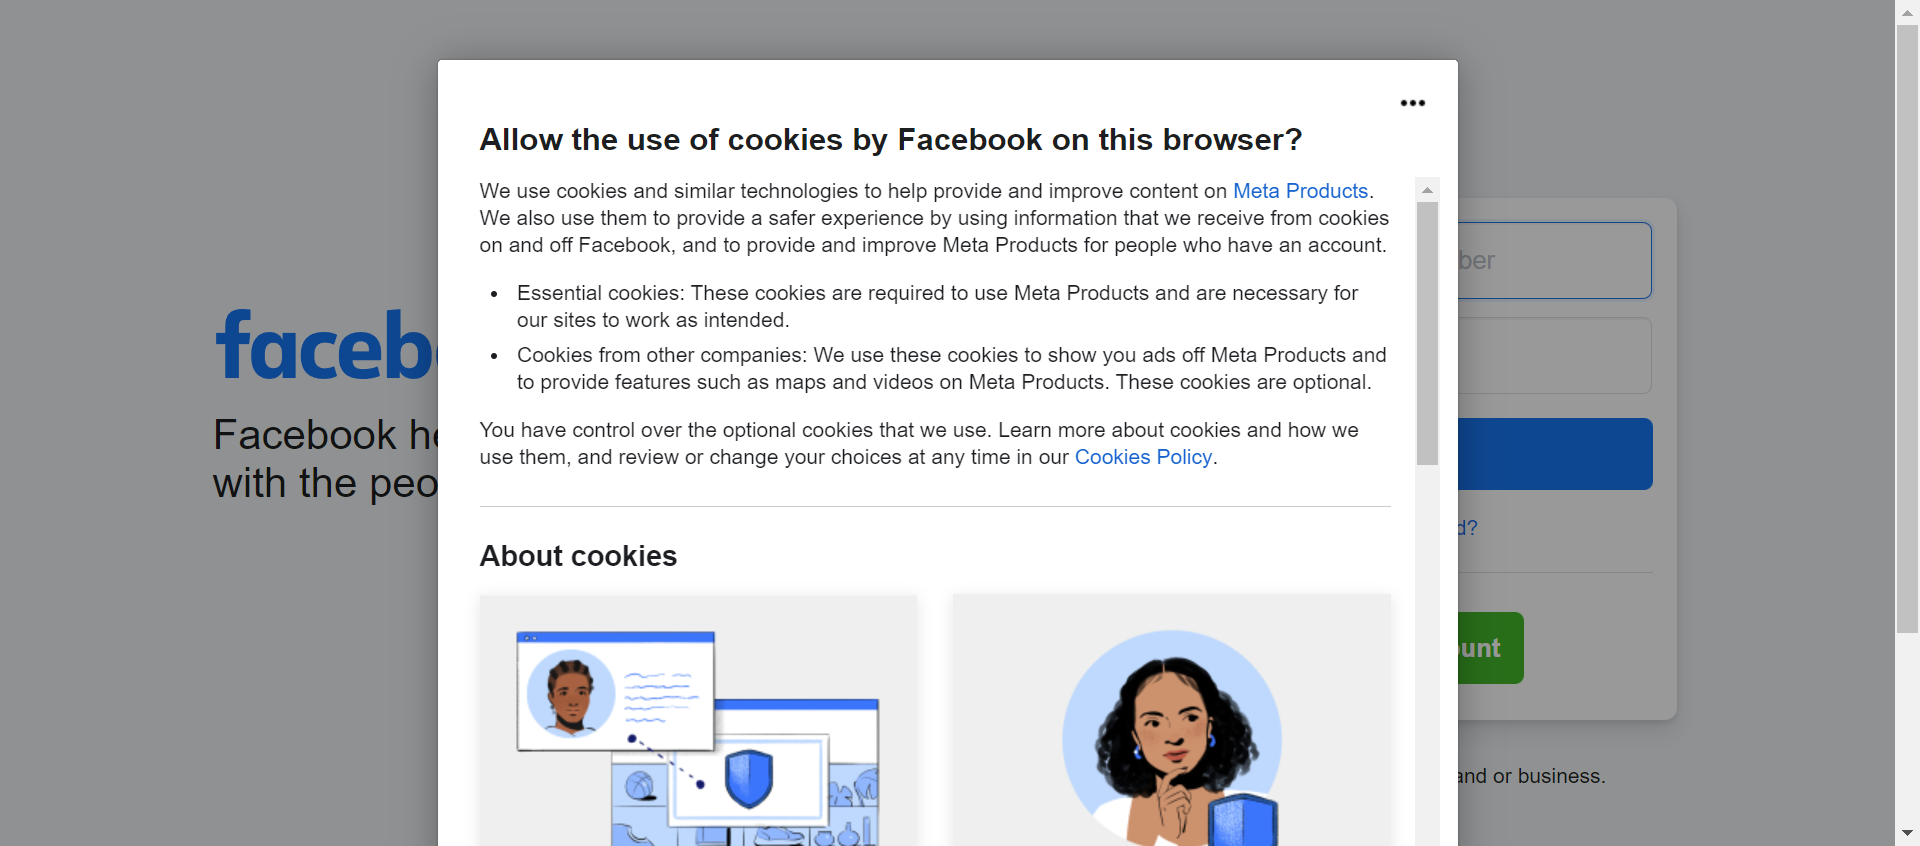 Allow the use of cookies by Facebook on this browser?
We use cookies and similar technologies to help provide and improve content on Meta Products.
We also use them to provide a safer experience by using information that we receive from cookies
on and off Facebook, and to provide and improve Meta Products for people who have an account.
• Essential cookies: These cookies are required to use Meta Products and are necessary for
our sites to work as intended.
• Cookies from other companies: We use these cookies to show you ads off Meta Products and
to provide features such as maps and videos on Meta Products. These cookies are optional.
You have control over the optional cookies that we use. Learn more about cookies and how we
use them, and review or change your choices at any time in our Cookies Policy.
About cookies
faceb
Facebook he
with the peo
ber
d?
unt
and or business.